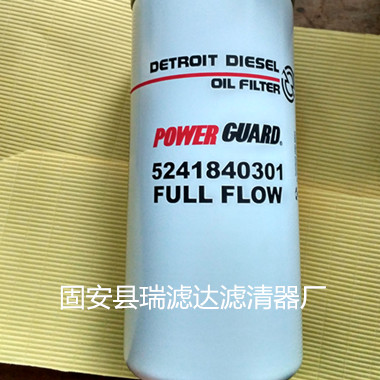 DETROIT DIESEL
OIL FILTER
POWER GUARD®
5241840301
FULL FLOW
固安县瑞滤达滤清器厂